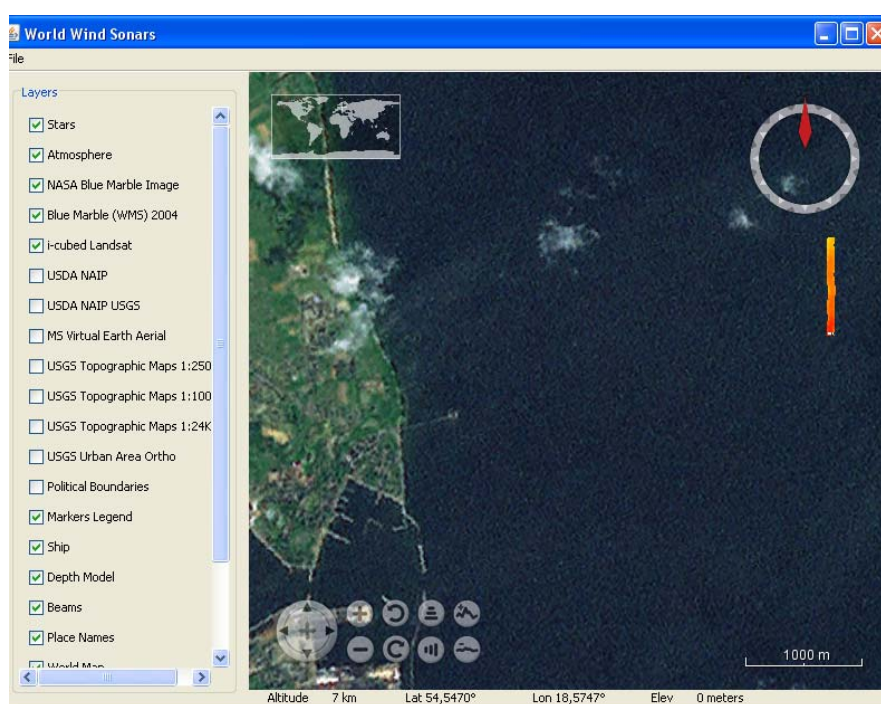 World Wind Sonars
File
Layers
Stars
Atmosphere
NASA Blue Marble Image
Blue Marble (WMS) 2004
i-cubed Landsat
USDA NAIP
USDA NAIP USGS
MS Virtual Earth Aerial
USGS Topographic Maps 1:250
USGS Topographic Maps 1:100
USGS Topographic Maps 1:24K
USGS Urban Area Ortho
Political Boundaries
Markers Legend
Ship
Depth Model
Beams
Place Names
World Map
1000 m
Altitude 7 km Lat 54,5470° Lon 18,5747° Elev 0 meters